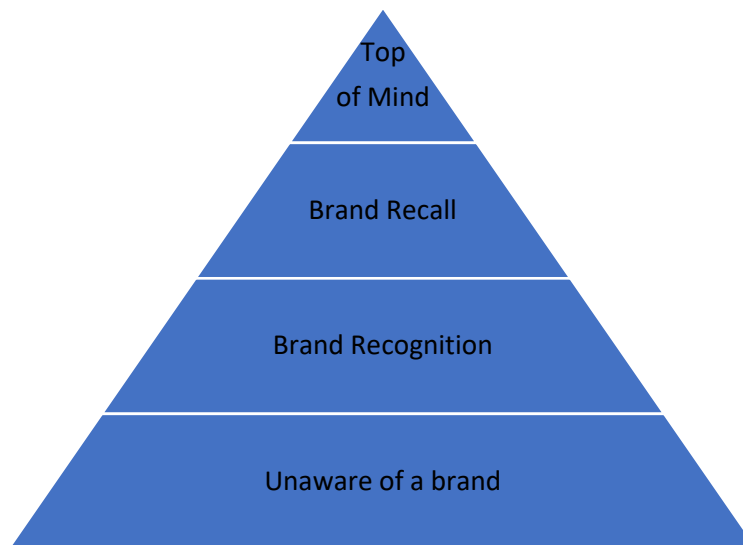 Top
of Mind
Brand Recall
Brand Recognition
Unaware of a brand